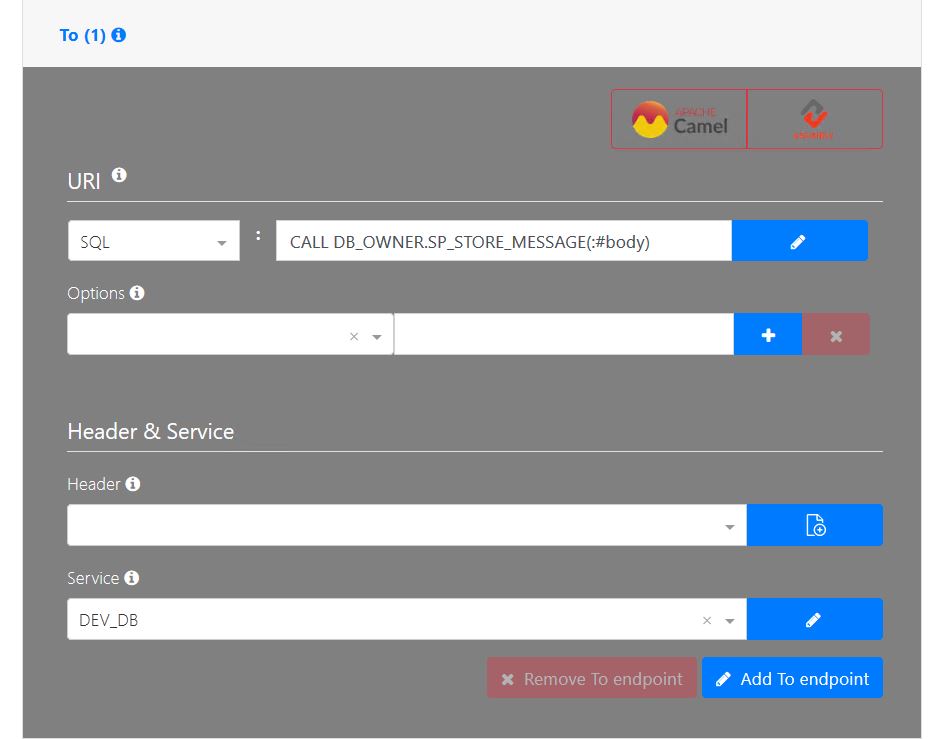 To (1)
APACHE
Camel
ASSIMBLY
URI
SQL : CALL DB_OWNER.SP_STORE_MESSAGE(:#body)
Options
Header & Service
Header
Service
DEV_DB
Remove To endpoint
Add To endpoint